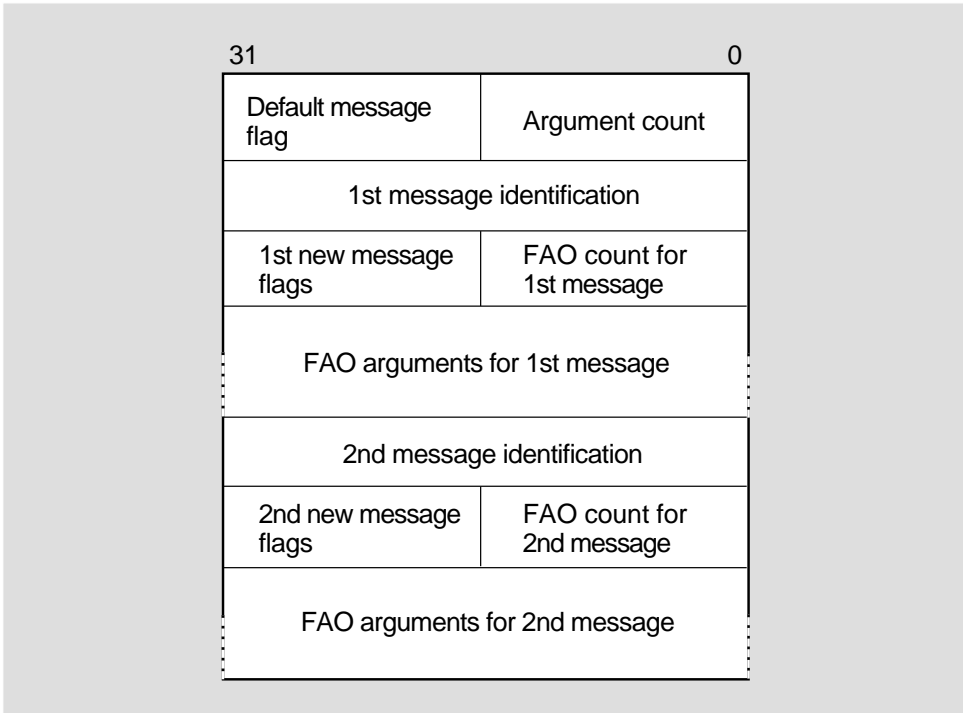 31 0
Default message
flag
Argument count
1st message identification
1st new message
flags
FAO count for
1st message
FAO arguments for 1st message
2nd message identification
2nd new message
flags
FAO count for
2nd message
FAO arguments for 2nd message